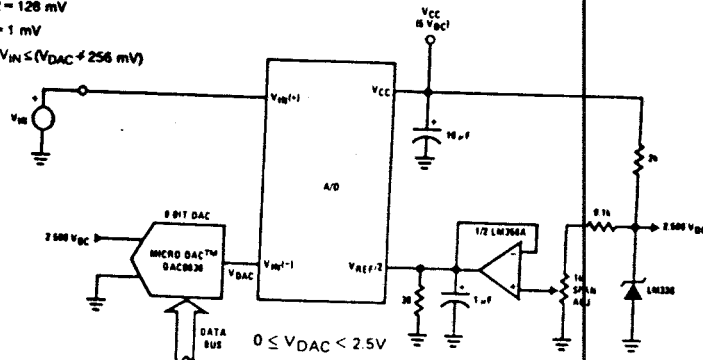 = 128 mV
= 1 mV
VIN ≤ (VDAC + 256 mV)
VCC
(5 VDC)
VIN(+)
VCC
VIN
10 µF
2k
A/D
8 BIT DAC
1/2 LM358A
9.1k
2.500 VDC
2.500 VDC
MICRO DAC™
DAC0830
VDAC
VIN(-)
VREF/2
1k
SPAN
ADJ
LM336
1 µF
DATA
BUS
0 ≤ VDAC < 2.5V